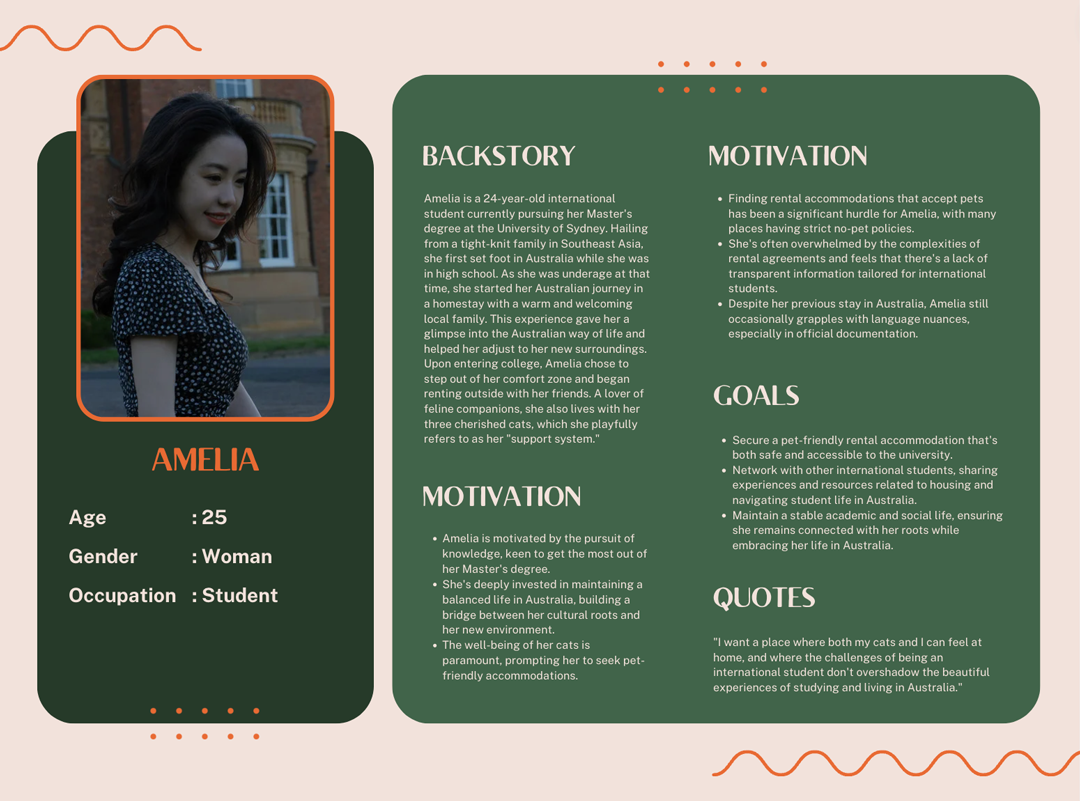 AMELIA
Age : 25
Gender : Woman
Occupation : Student
BACKSTORY
Amelia is a 24-year-old international
student currently pursuing her Master's
degree at the University of Sydney. Hailing
from a tight-knit family in Southeast Asia,
she first set foot in Australia while she was
in high school. As she was underage at that
time, she started her Australian journey in
a homestay with a warm and welcoming
local family. This experience gave her a
glimpse into the Australian way of life and
helped her adjust to her new surroundings.
Upon entering college, Amelia chose to
step out of her comfort zone and began
renting outside with her friends. A lover of
feline companions, she also lives with her
three cherished cats, which she playfully
refers to as her "support system."
MOTIVATION
• Amelia is motivated by the pursuit of
knowledge, keen to get the most out of
her Master's degree.
• She's deeply invested in maintaining a
balanced life in Australia, building a
bridge between her cultural roots and
her new environment.
• The well-being of her cats is
paramount, prompting her to seek pet-
friendly accommodations.
MOTIVATION
• Finding rental accommodations that accept pets
has been a significant hurdle for Amelia, with many
places having strict no-pet policies.
• She's often overwhelmed by the complexities of
rental agreements and feels that there's a lack of
transparent information tailored for international
students.
• Despite her previous stay in Australia, Amelia still
occasionally grapples with language nuances,
especially in official documentation.
GOALS
• Secure a pet-friendly rental accommodation that's
both safe and accessible to the university.
• Network with other international students, sharing
experiences and resources related to housing and
navigating student life in Australia.
• Maintain a stable academic and social life, ensuring
she remains connected with her roots while
embracing her life in Australia.
QUOTES
"I want a place where both my cats and I can feel at
home, and where the challenges of being an
international student don't overshadow the beautiful
experiences of studying and living in Australia."